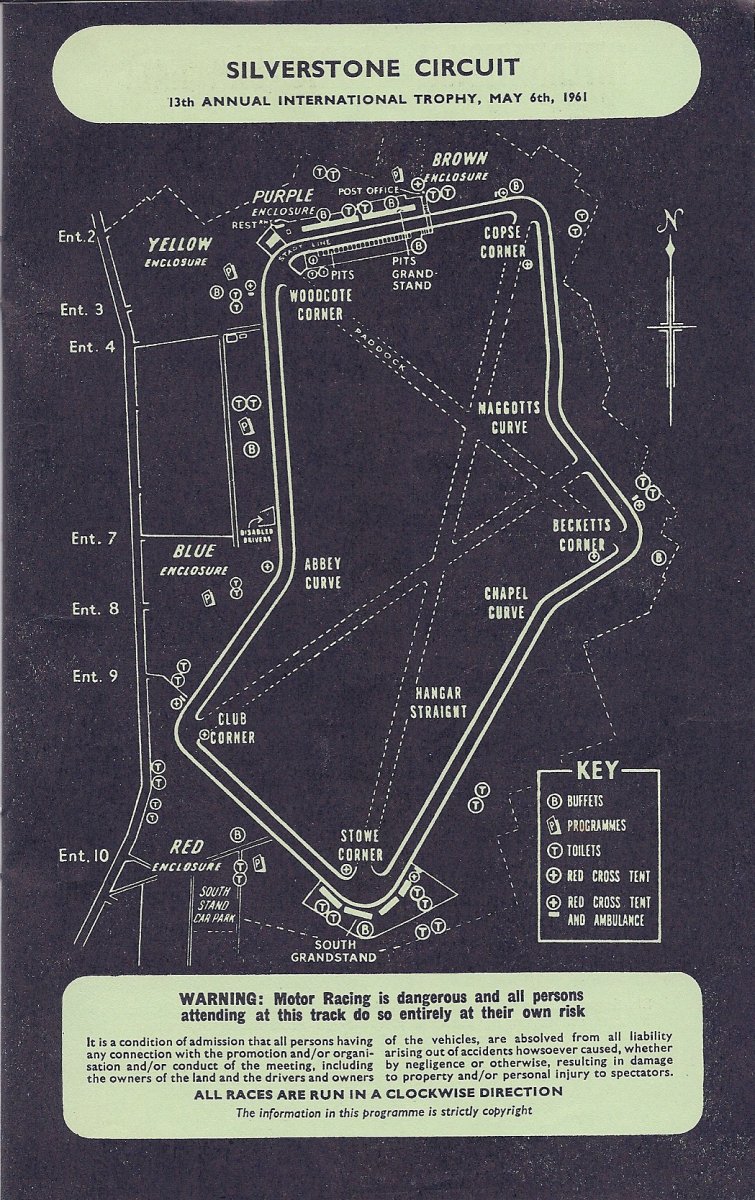 SILVERSTONE CIRCUIT
13th ANNUAL INTERNATIONAL TROPHY, MAY 6th, 1961
BROWN
ENCLOSURE
PURPLE
ENCLOSURE
POST OFFICE
START LINE
YELLOW
ENCLOSURE
Ent.2
N
COPSE
CORNER
PITS
PITS
GRAND-
STAND
WOODCOTE
CORNER
Ent. 3
Ent. 4
PADDOCK
MAGGOTTS
CURVE
Ent. 7
DISABLED
DRIVERS
BECKETTS
CORNER
BLUE
ENCLOSURE
ABBEY
CURVE
CHAPEL
CURVE
Ent. 8
Ent. 9
HANGAR
STRAIGHT
CLUB
CORNER
KEY
B BUFFETS
P PROGRAMMES
T TOILETS
RED CROSS TENT
RED CROSS TENT
AND AMBULANCE
STOWE
CORNER
Ent. 10
RED
ENCLOSURE
SOUTH
STAND
CAR PARK
SOUTH
GRANDSTAND
WARNING: Motor Racing is dangerous and all persons
attending at this track do so entirely at their own risk
It is a condition of admission that all persons having
any connection with the promotion and/or organi-
sation and/or conduct of the meeting, including
the owners of the land and the drivers and owners
of the vehicles, are absolved from all liability
arising out of accidents howsoever caused, whether
by negligence or otherwise, resulting in damage
to property and/or personal injury to spectators.
ALL RACES ARE RUN IN A CLOCKWISE DIRECTION
The information in this programme is strictly copyright